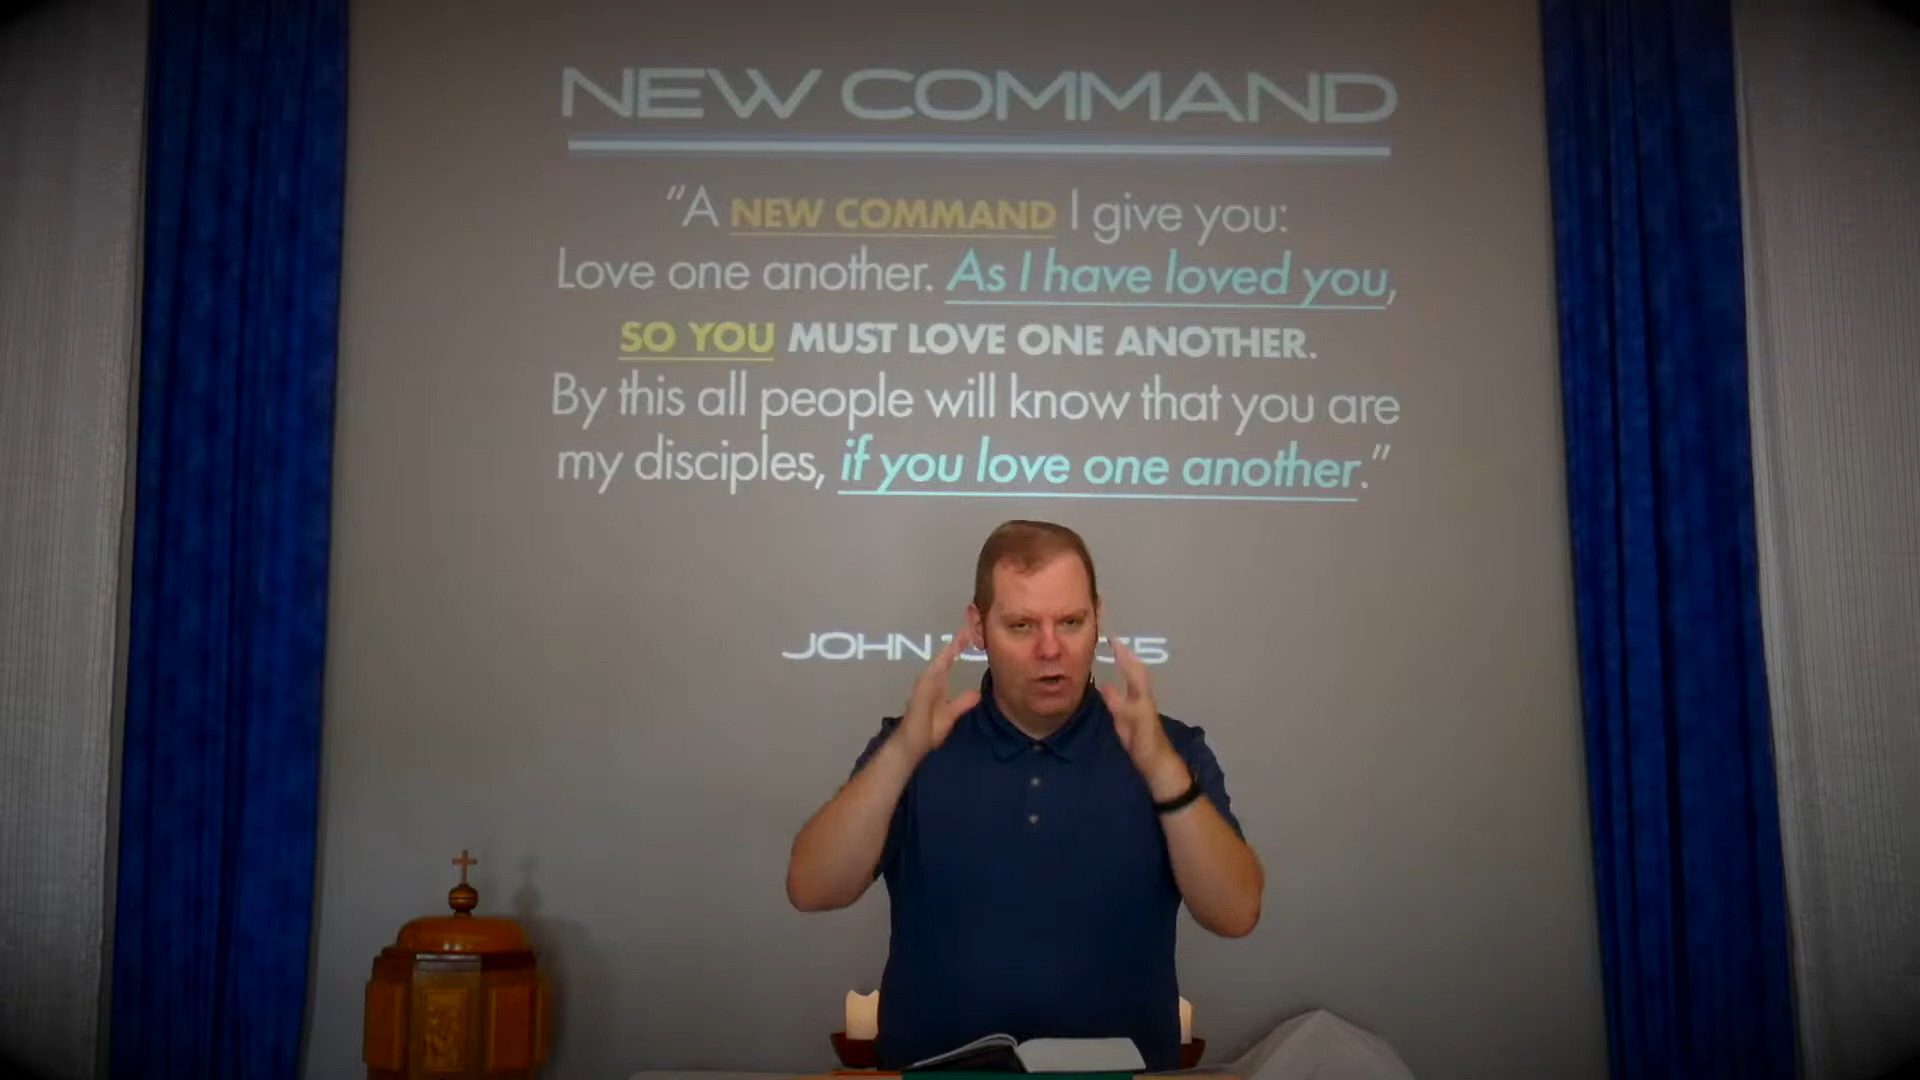 NEW COMMAND
“A NEW COMMAND I give you:
Love one another. As I have loved you,
SO YOU MUST LOVE ONE ANOTHER.
By this all people will know that you are
my disciples, if you love one another.”
JOHN